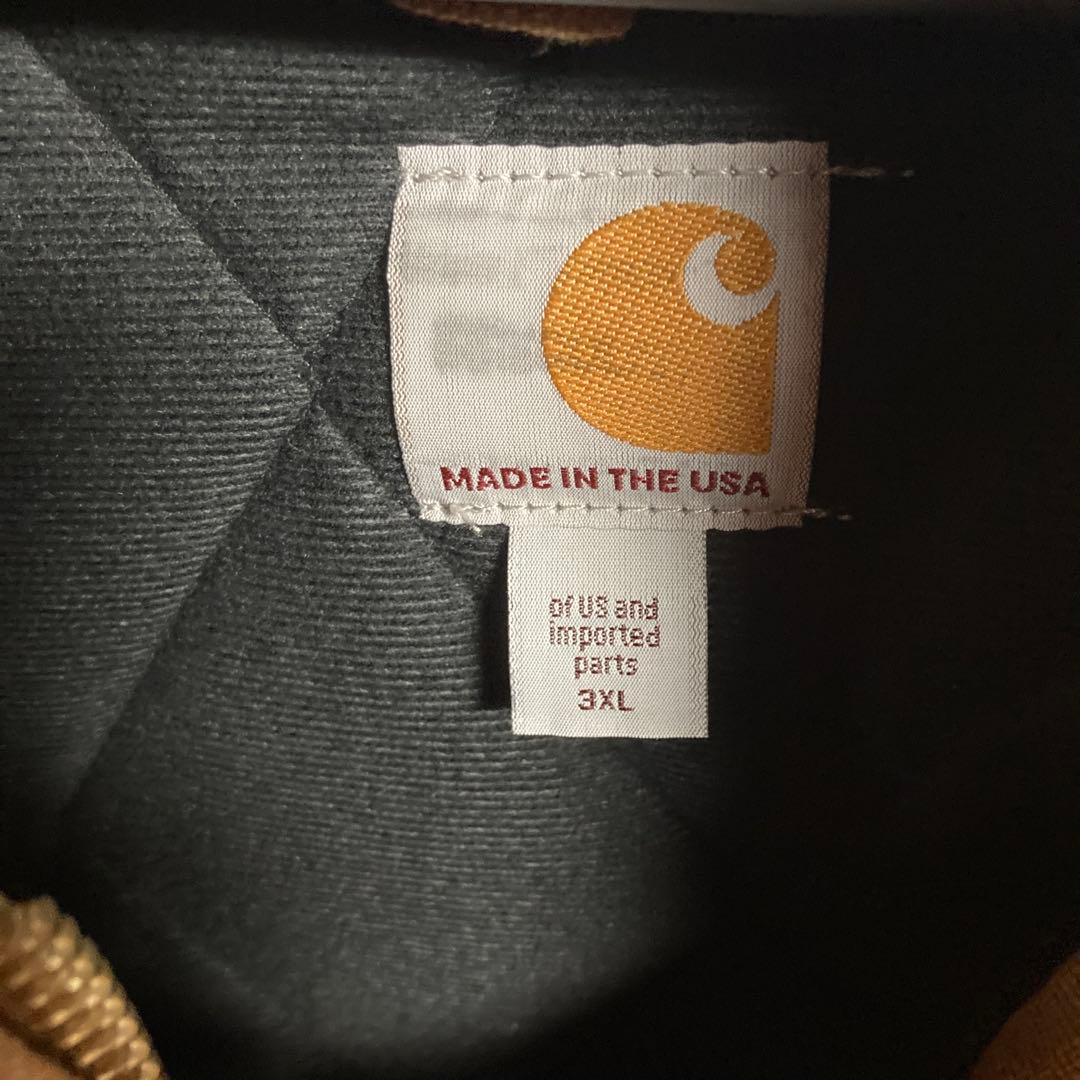 MADE IN THE USA
of US and
imported
parts
3XL